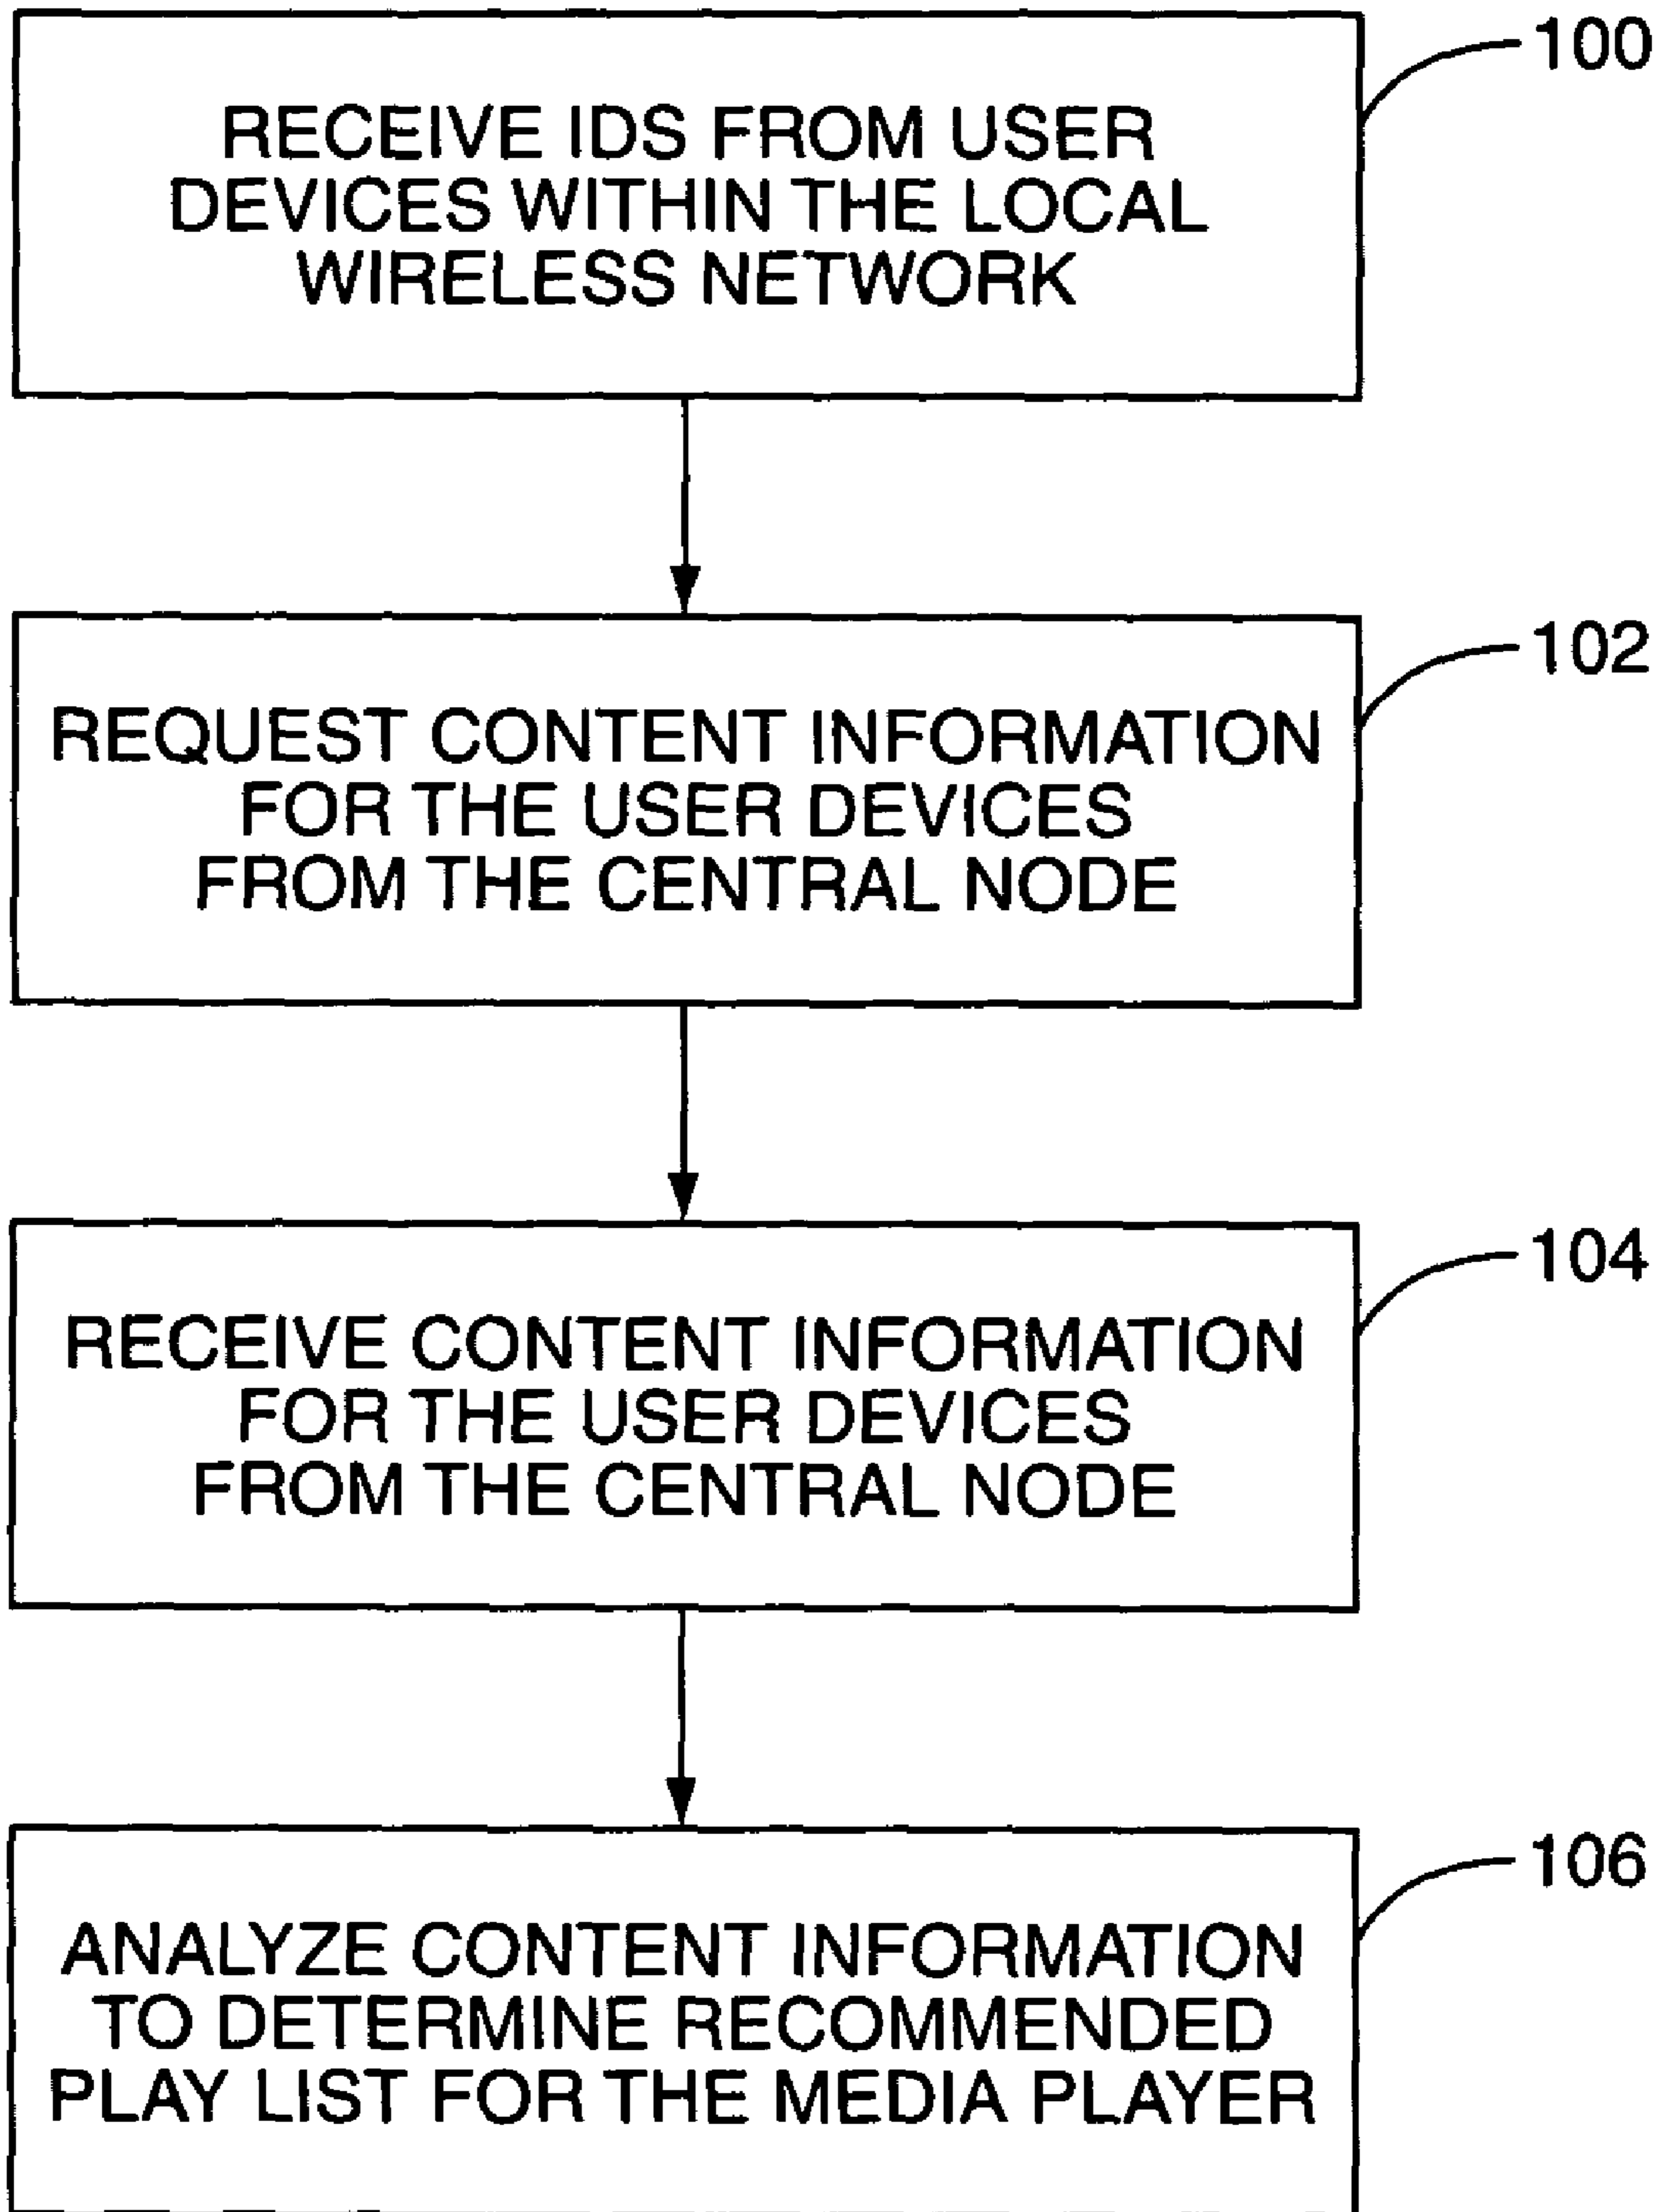 100
RECEIVE IDS FROM USER
DEVICES WITHIN THE LOCAL
WIRELESS NETWORK
102
REQUEST CONTENT INFORMATION
FOR THE USER DEVICES
FROM THE CENTRAL NODE
104
RECEIVE CONTENT INFORMATION
FOR THE USER DEVICES
FROM THE CENTRAL NODE
106
ANALYZE CONTENT INFORMATION
TO DETERMINE RECOMMENDED
PLAY LIST FOR THE MEDIA PLAYER